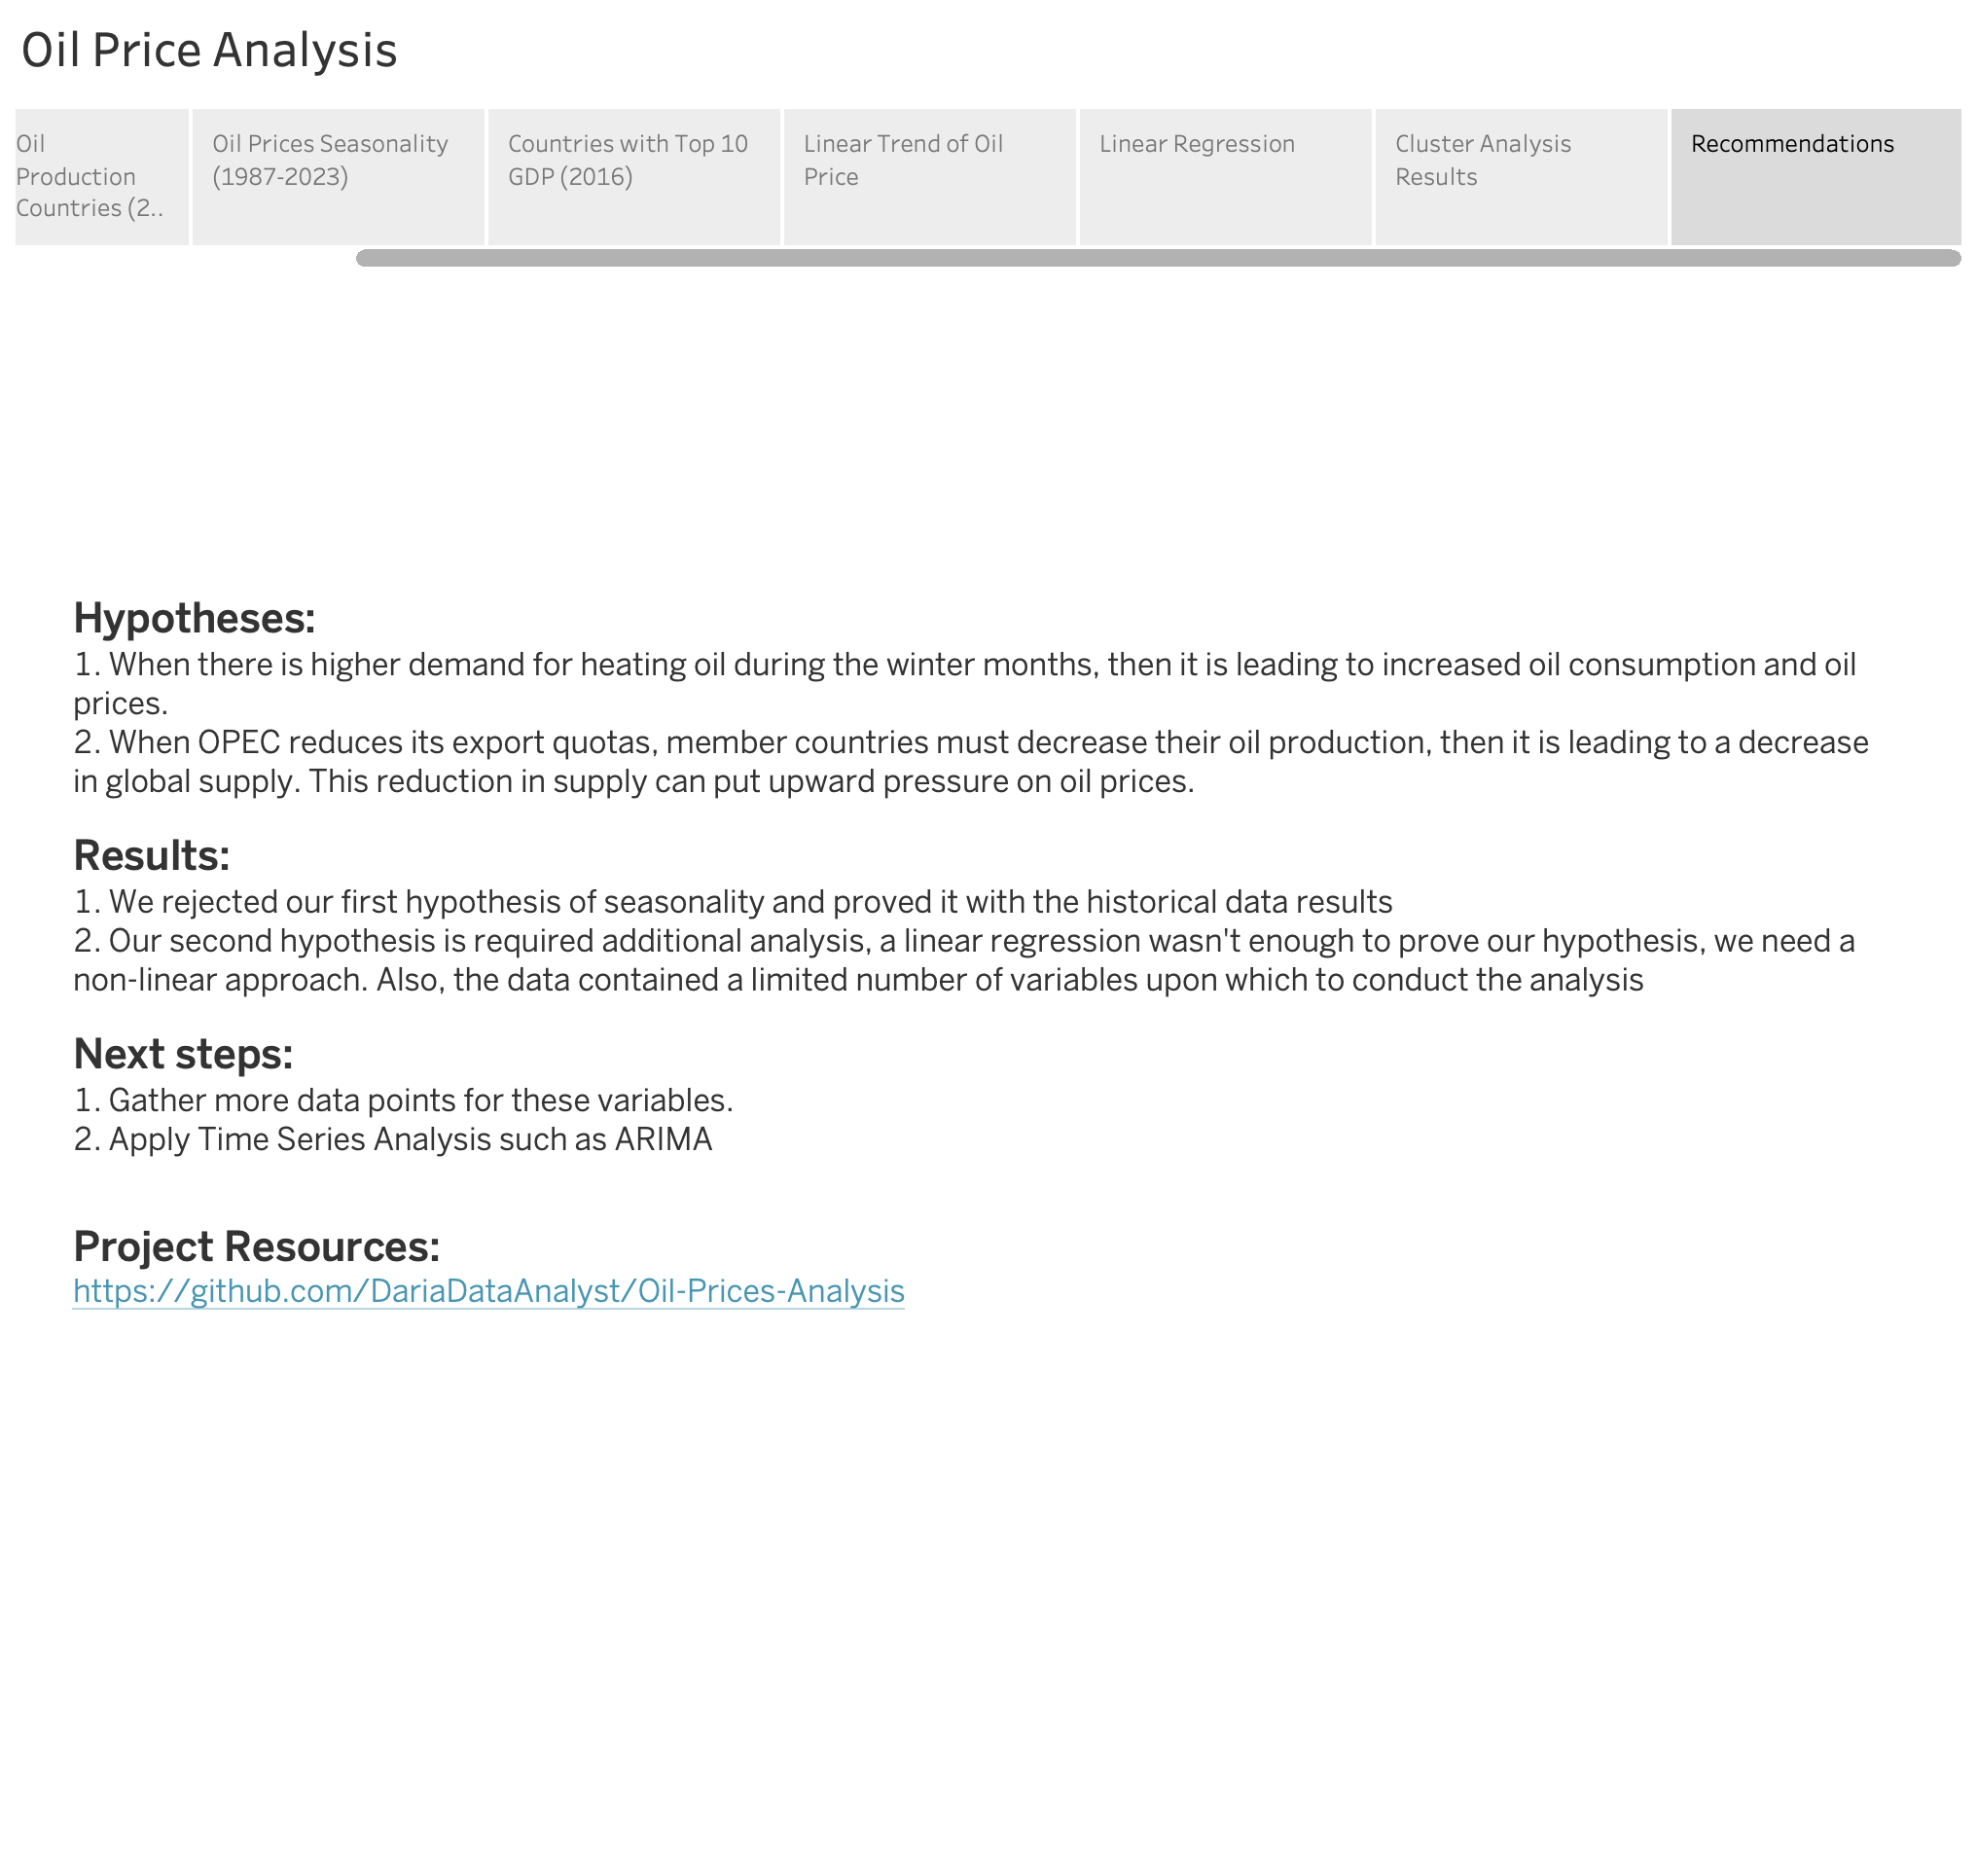 Oil Price Analysis
Oil
Production
Countries (2..
Oil Prices Seasonality
(1987-2023)
Countries with Top 10
GDP (2016)
Linear Trend of Oil
Price
Linear Regression
Cluster Analysis
Results
Recommendations
Hypotheses:
1. When there is higher demand for heating oil during the winter months, then it is leading to increased oil consumption and oil
prices.
2. When OPEC reduces its export quotas, member countries must decrease their oil production, then it is leading to a decrease
in global supply. This reduction in supply can put upward pressure on oil prices.
Results:
1. We rejected our first hypothesis of seasonality and proved it with the historical data results
2. Our second hypothesis is required additional analysis, a linear regression wasn't enough to prove our hypothesis, we need a
non-linear approach. Also, the data contained a limited number of variables upon which to conduct the analysis
Next steps:
1. Gather more data points for these variables.
2. Apply Time Series Analysis such as ARIMA
Project Resources:
https://github.com/DariaDataAnalyst/Oil-Prices-Analysis